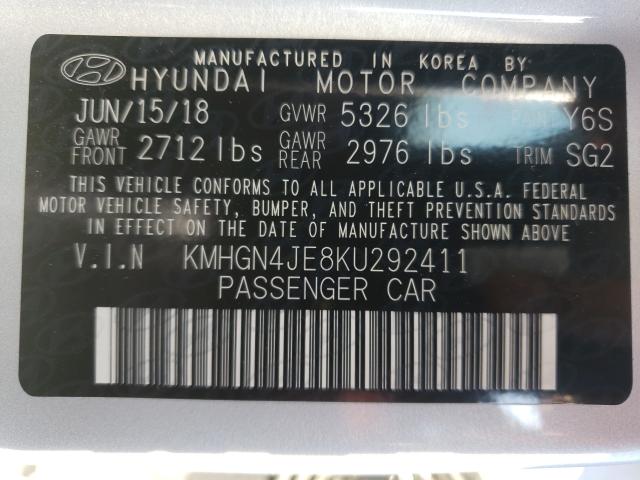 MANUFACTURED IN KOREA BY
HYUNDAI MOTOR COMPANY
JUN/15/18 GVWR 5326 lbs PAINT Y6S
GAWR FRONT 2712 lbs GAWR REAR 2976 lbs TRIM SG2
THIS VEHICLE CONFORMS TO ALL APPLICABLE U.S.A. FEDERAL
MOTOR VEHICLE SAFETY, BUMPER, AND THEFT PREVENTION STANDARDS
IN EFFECT ON THE DATE OF MANUFACTURE SHOWN ABOVE.
V.I.N KMHGN4JE8KU292411
PASSENGER CAR